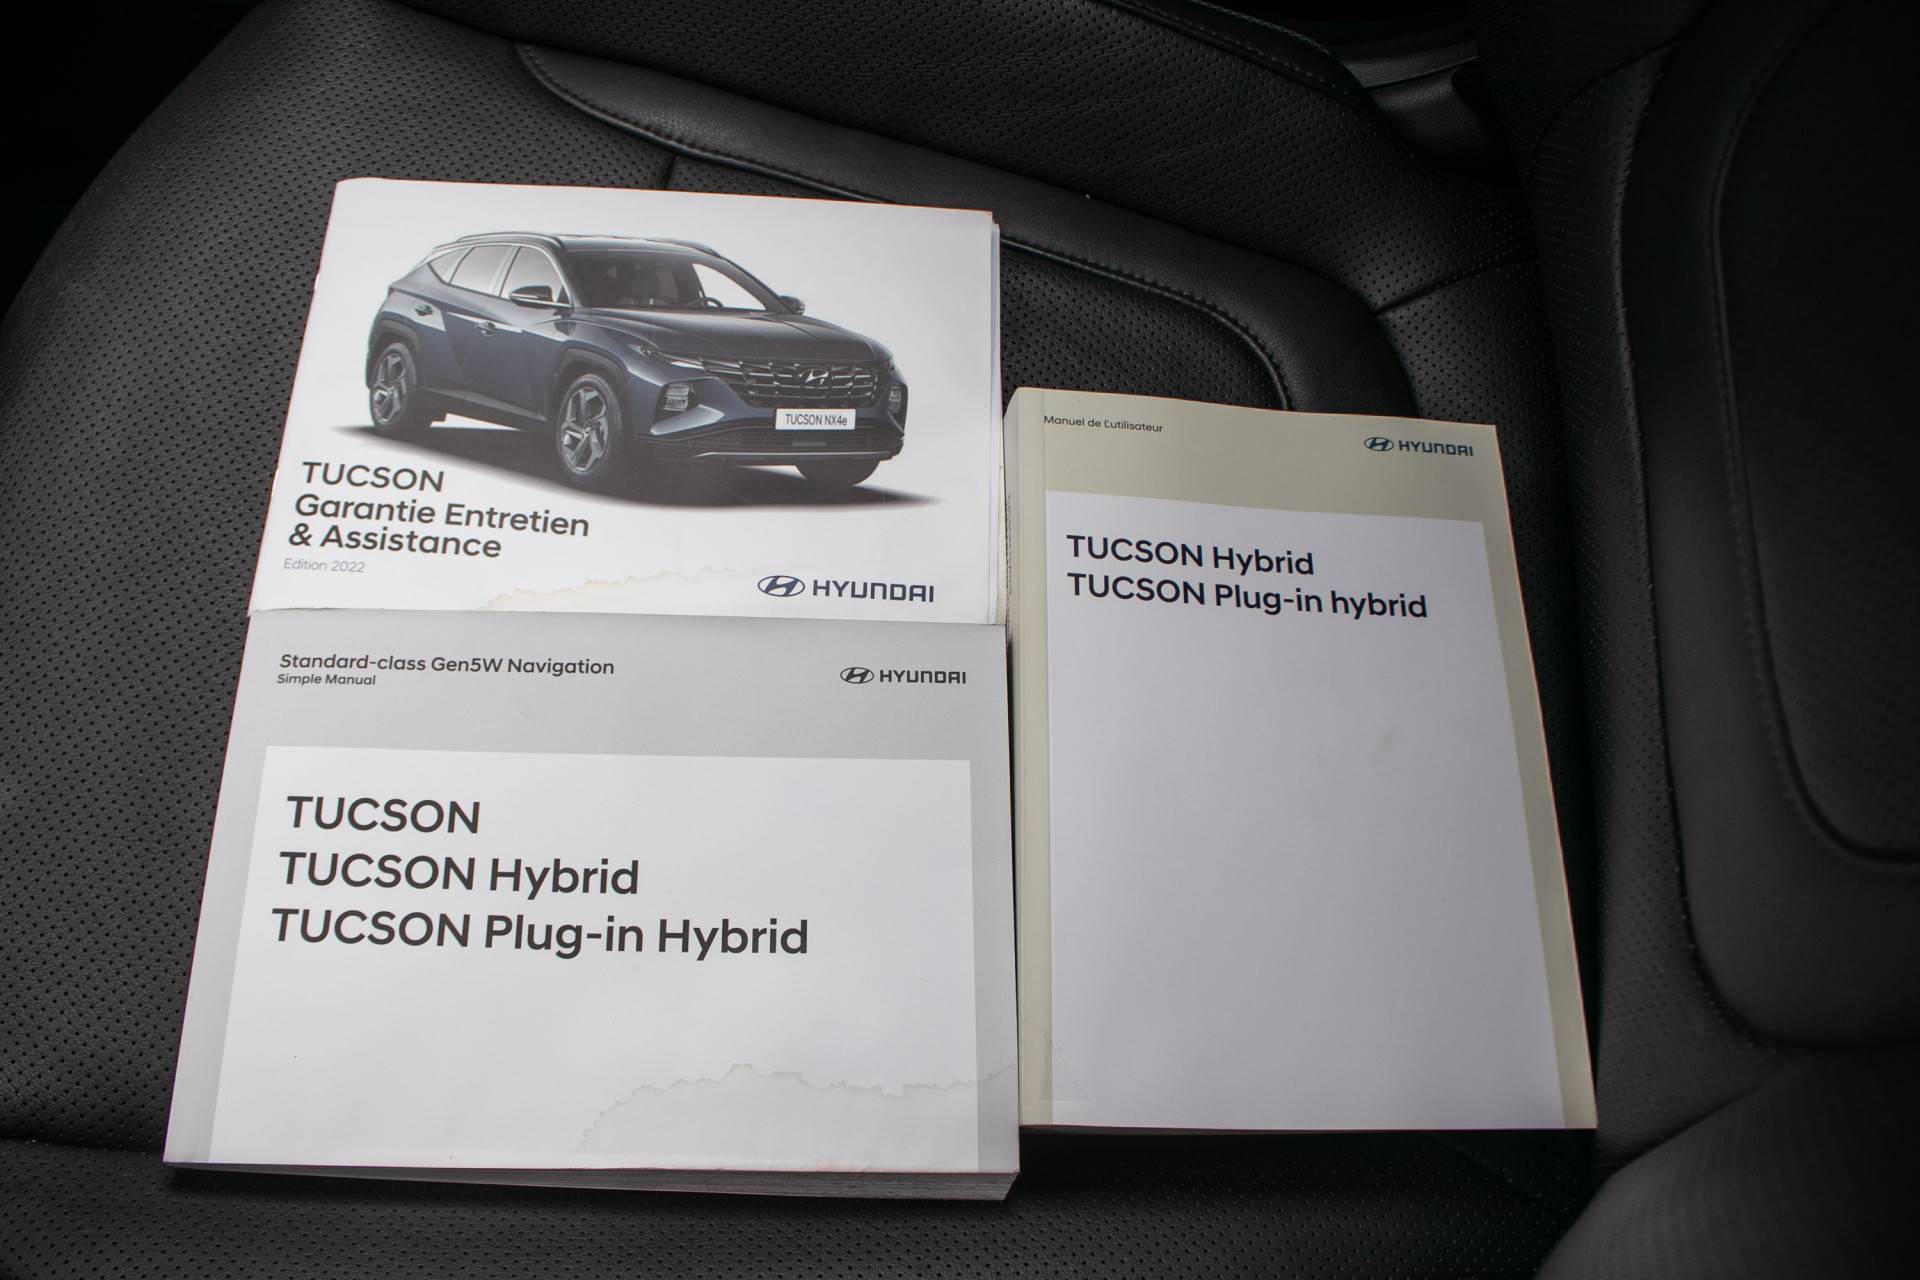 TUCSON NX4e
TUCSON
Garantie Entretien
& Assistance
Edition 2022
HYUNDAI
Standard-class Gen5W Navigation
Simple Manual
HYUNDAI
TUCSON
TUCSON Hybrid
TUCSON Plug-in Hybrid
Manuel de L'utilisateur
HYUNDAI
TUCSON Hybrid
TUCSON Plug-in hybrid